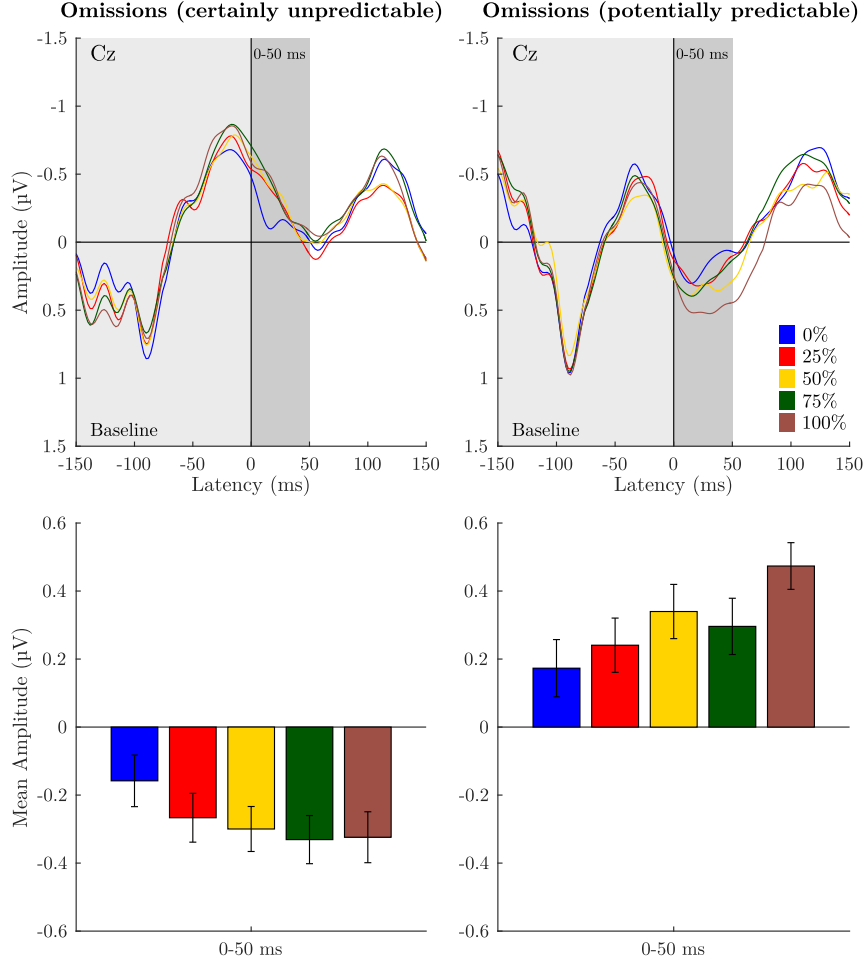 Omissions (certainly unpredictable)
Omissions (potentially predictable)
-1.5
-1
-0.5
0
0.5
1
1.5
Amplitude (µV)
Cz
0-50 ms
Baseline
-150 -100 -50 0 50 100 150
Latency (ms)
-1.5
-1
-0.5
0
0.5
1
1.5
Cz
0-50 ms
0%
25%
50%
75%
100%
Baseline
-150 -100 -50 0 50 100 150
Latency (ms)
0.6
0.4
0.2
0
-0.2
-0.4
-0.6
Mean Amplitude (µV)
0-50 ms
0.6
0.4
0.2
0
-0.2
-0.4
-0.6
0-50 ms